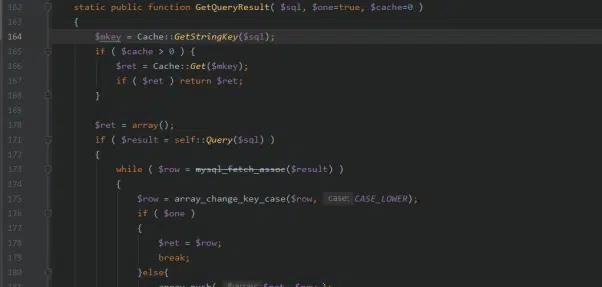 162 static public function GetQueryResult( $sql, $one=true, $cache=0 )
163 {
164 $mkey = Cache::GetStringKey($sql);
165 if ( $cache > 0 ) {
166 $ret = Cache::Get($mkey);
167 if ( $ret ) return $ret;
168 }
169
170 $ret = array();
171 if ( $result = self::Query($sql) )
172 {
173 while ( $row = mysql_fetch_assoc($result) )
174 {
175 $row = array_change_key_case($row, case: CASE_LOWER);
176 if ( $one )
177 {
178 $ret = $row;
179 break;
180 }else{